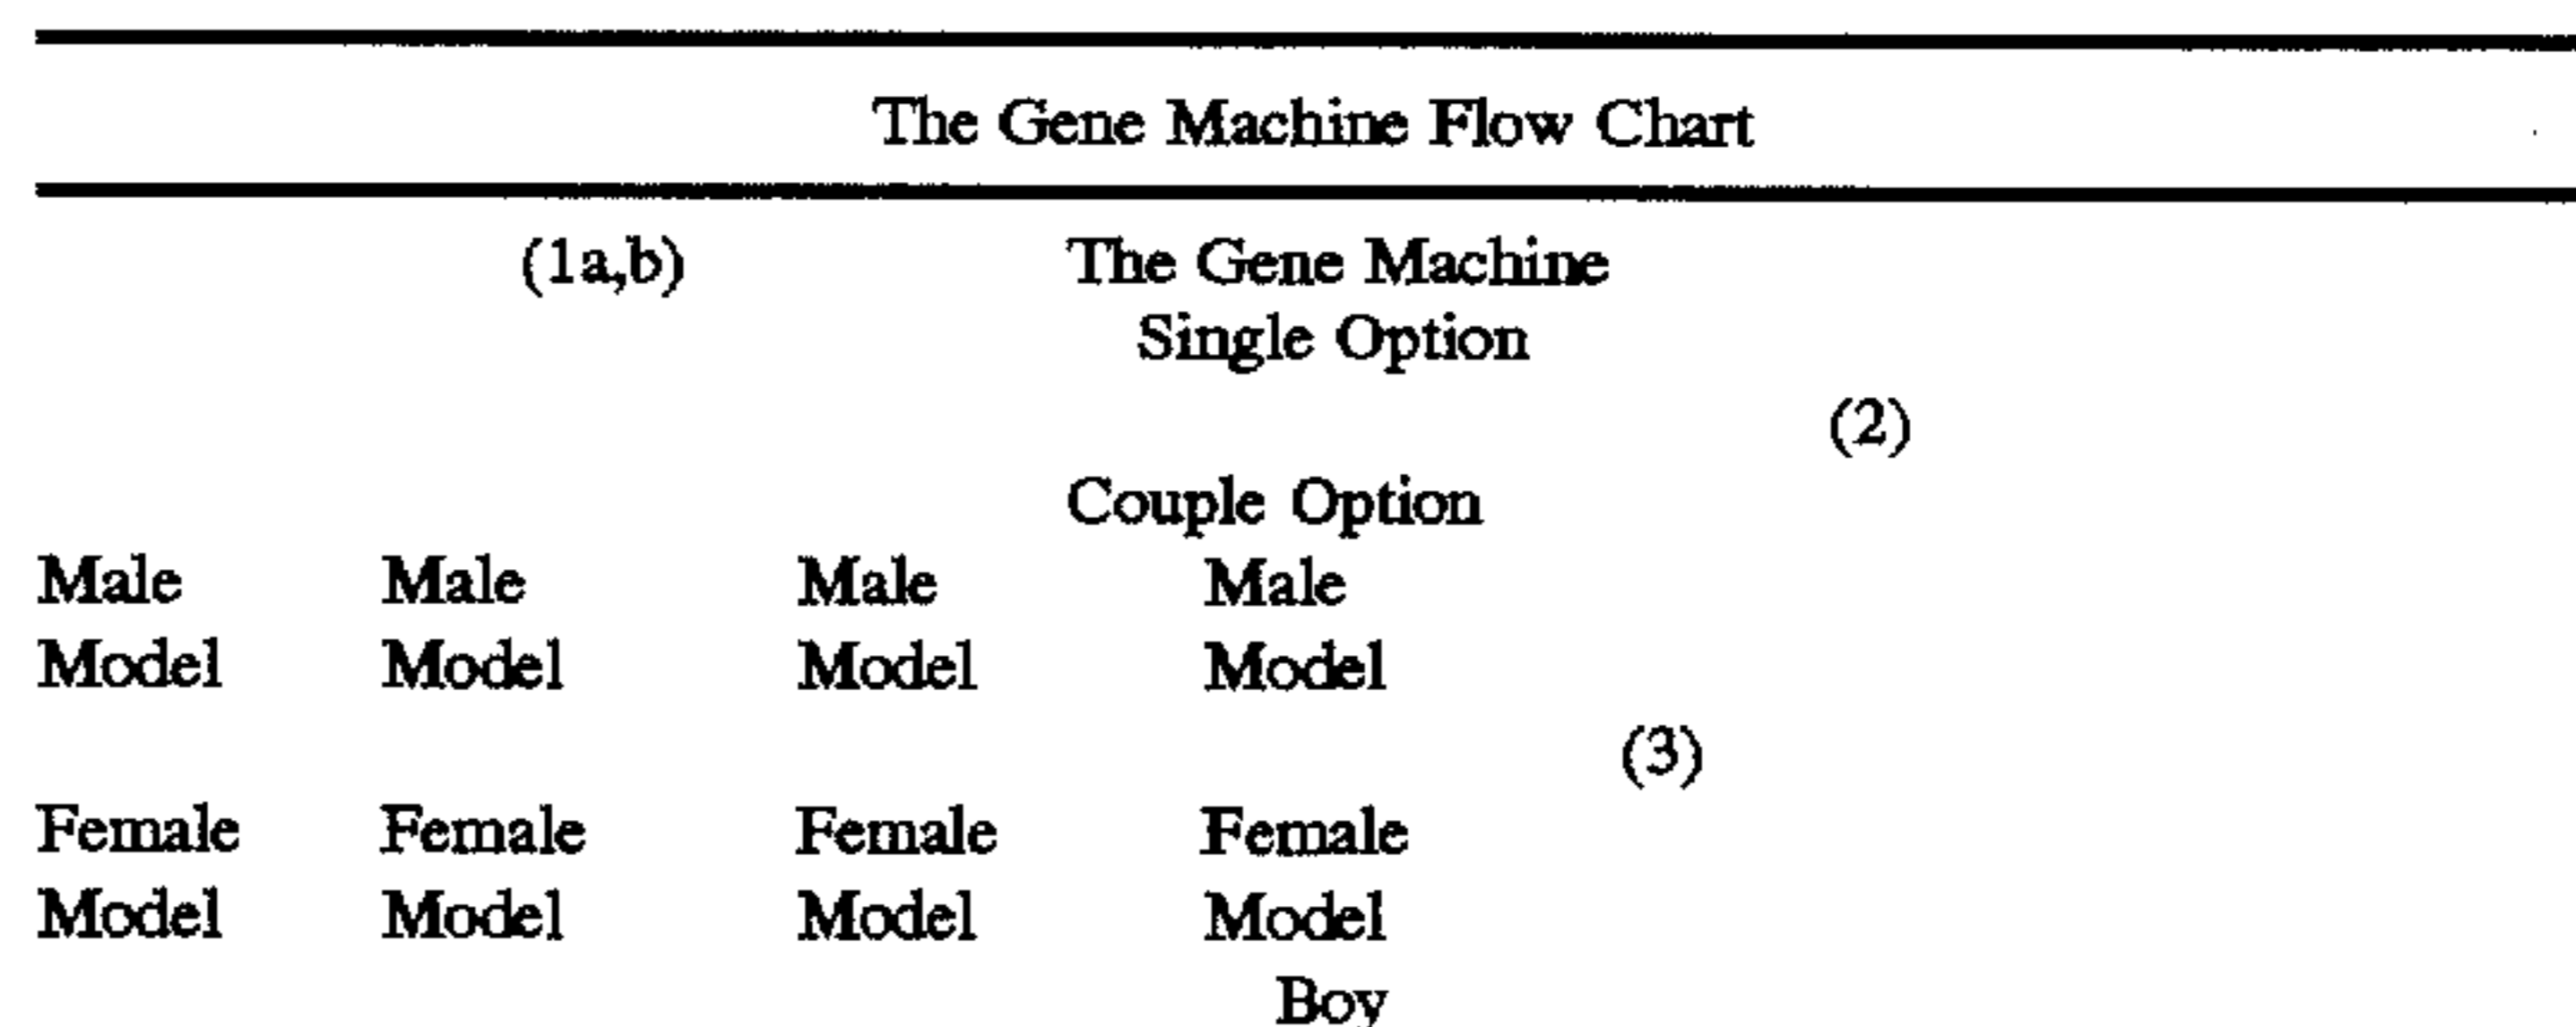 The Gene Machine Flow Chart
(1a,b) The Gene Machine
Single Option
(2)
Couple Option
Male Male Male Male
Model Model Model Model
(3)
Female Female Female Female
Model Model Model Model
Boy